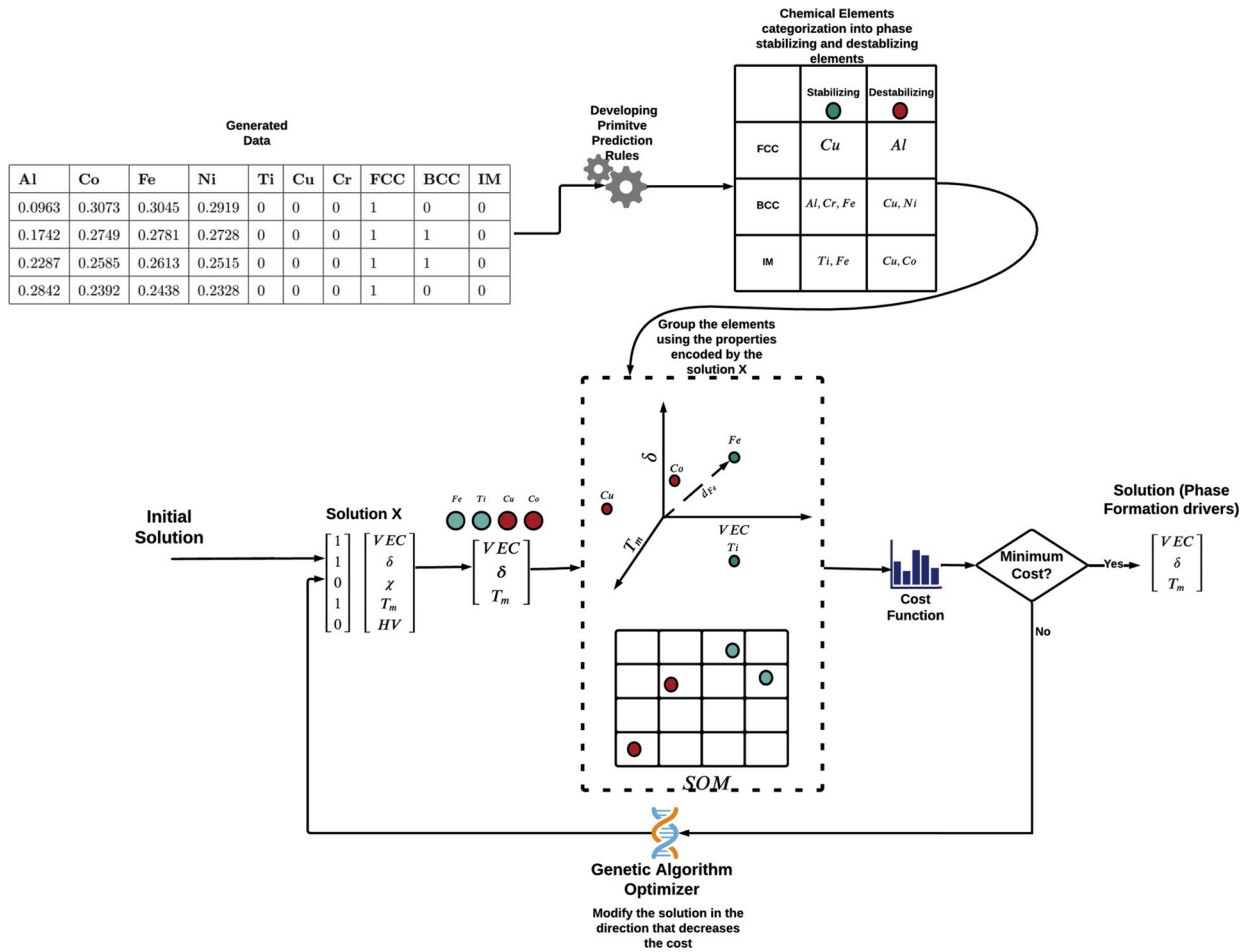 Chemical Elements
categorization into phase
stabilizing and destablizing
elements
Stabilizing
Destabilizing
FCC
Cu
Al
BCC
Al, Cr, Fe
Cu, Ni
IM
Ti, Fe
Cu, Co
Developing
Primitve
Prediction
Rules
Generated
Data
Al Co Fe Ni Ti Cu Cr FCC BCC IM
0.0963 0.3073 0.3045 0.2919 0 0 0 1 0 0
0.1742 0.2749 0.2781 0.2728 0 0 0 1 1 0
0.2287 0.2585 0.2613 0.2515 0 0 0 1 1 0
0.2842 0.2392 0.2438 0.2328 0 0 0 1 0 0
Group the elements
using the properties
encoded by the
solution X
δ
Fe
Co
d_Fe
Cu
VEC
T_m
Ti
SOM
Initial
Solution
Solution X
1
1
0
1
0
VEC
δ
χ
T_m
HV
Fe Ti Cu Co
VEC
δ
T_m
Cost
Function
Minimum
Cost?
Yes
No
Solution (Phase
Formation drivers)
VEC
δ
T_m
Genetic Algorithm
Optimizer
Modify the solution in the
direction that decreases
the cost